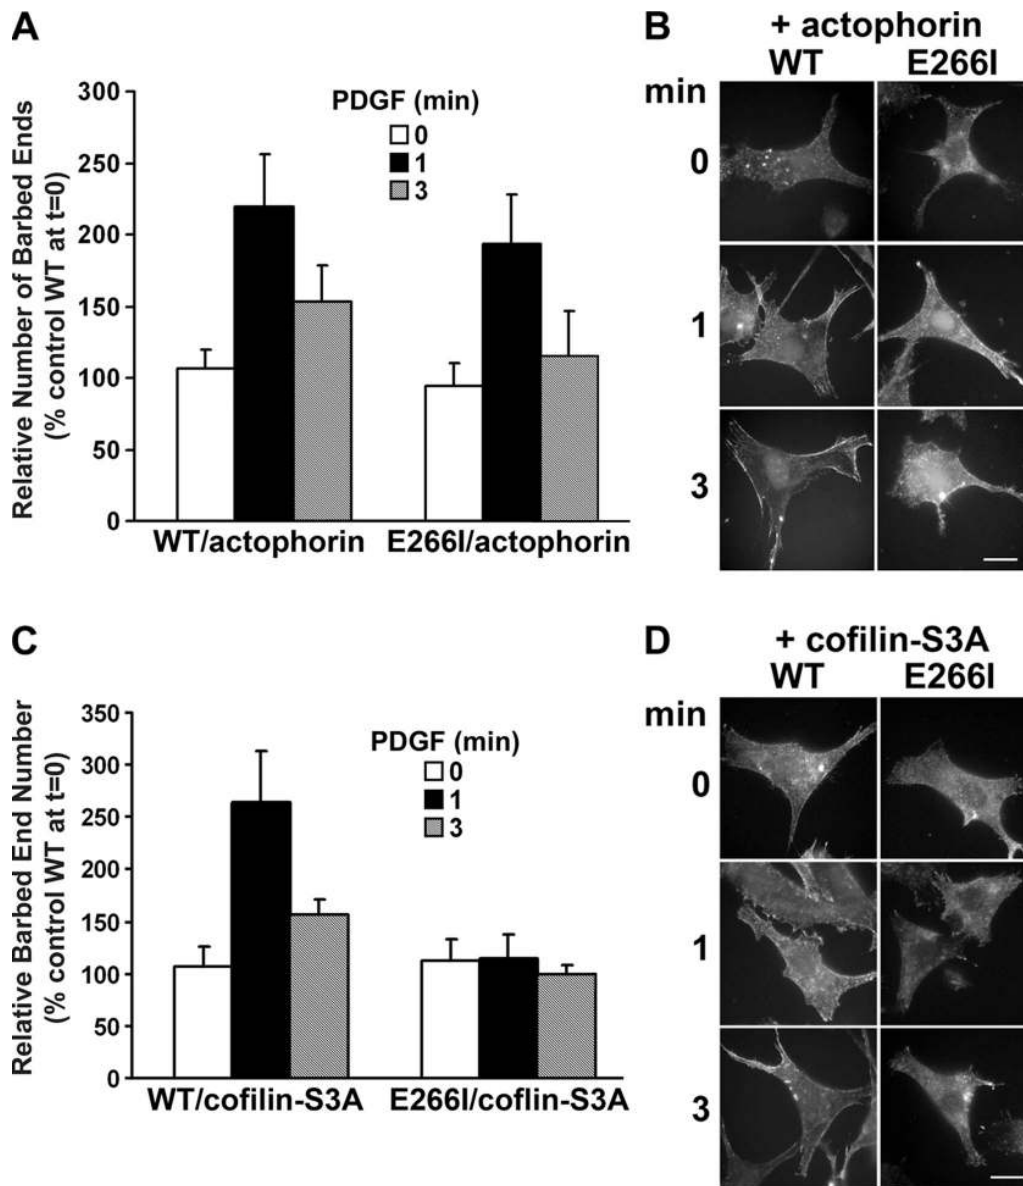 A
Relative Number of Barbed Ends
(% control WT at t=0)
300
250
200
150
100
50
0
PDGF (min)
0
1
3
WT/actophorin
E266I/actophorin
B
+ actophorin
WT
E266I
min
0
1
3
C
Relative Barbed End Number
(% control WT at t=0)
350
300
250
200
150
100
50
0
PDGF (min)
0
1
3
WT/cofilin-S3A
E266I/coflin-S3A
D
+ cofilin-S3A
WT
E266I
min
0
1
3